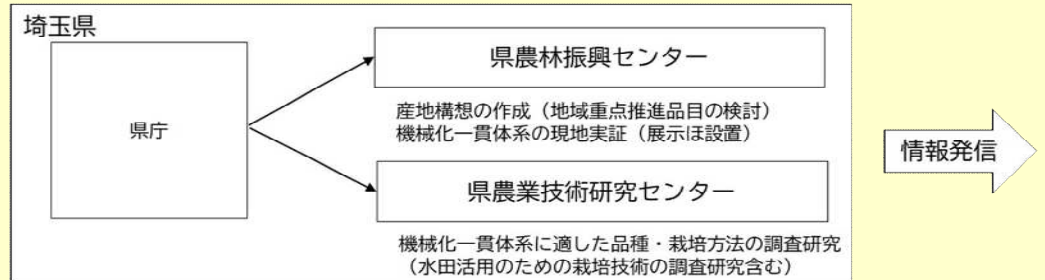 埼玉県
県庁
県農林振興センター
産地構想の作成（地域重点推進品目の検討）
機械化一貫体系の現地実証（展示ほ設置）
県農業技術研究センター
機械化一貫体系に適した品種・栽培方法の調査研究
（水田活用のための栽培技術の調査研究含む）
情報発信